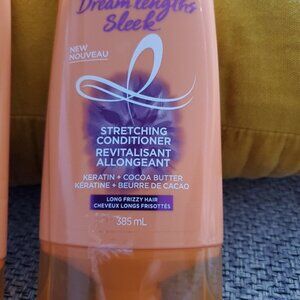 Dream lengths
Sleek
NEW
NOUVEAU
STRETCHING
CONDITIONER
REVITALISANT
ALLONGEANT
KERATIN + COCOA BUTTER
KÉRATINE + BEURRE DE CACAO
LONG FRIZZY HAIR
CHEVEUX LONGS FRISOTTÉS
385 mL